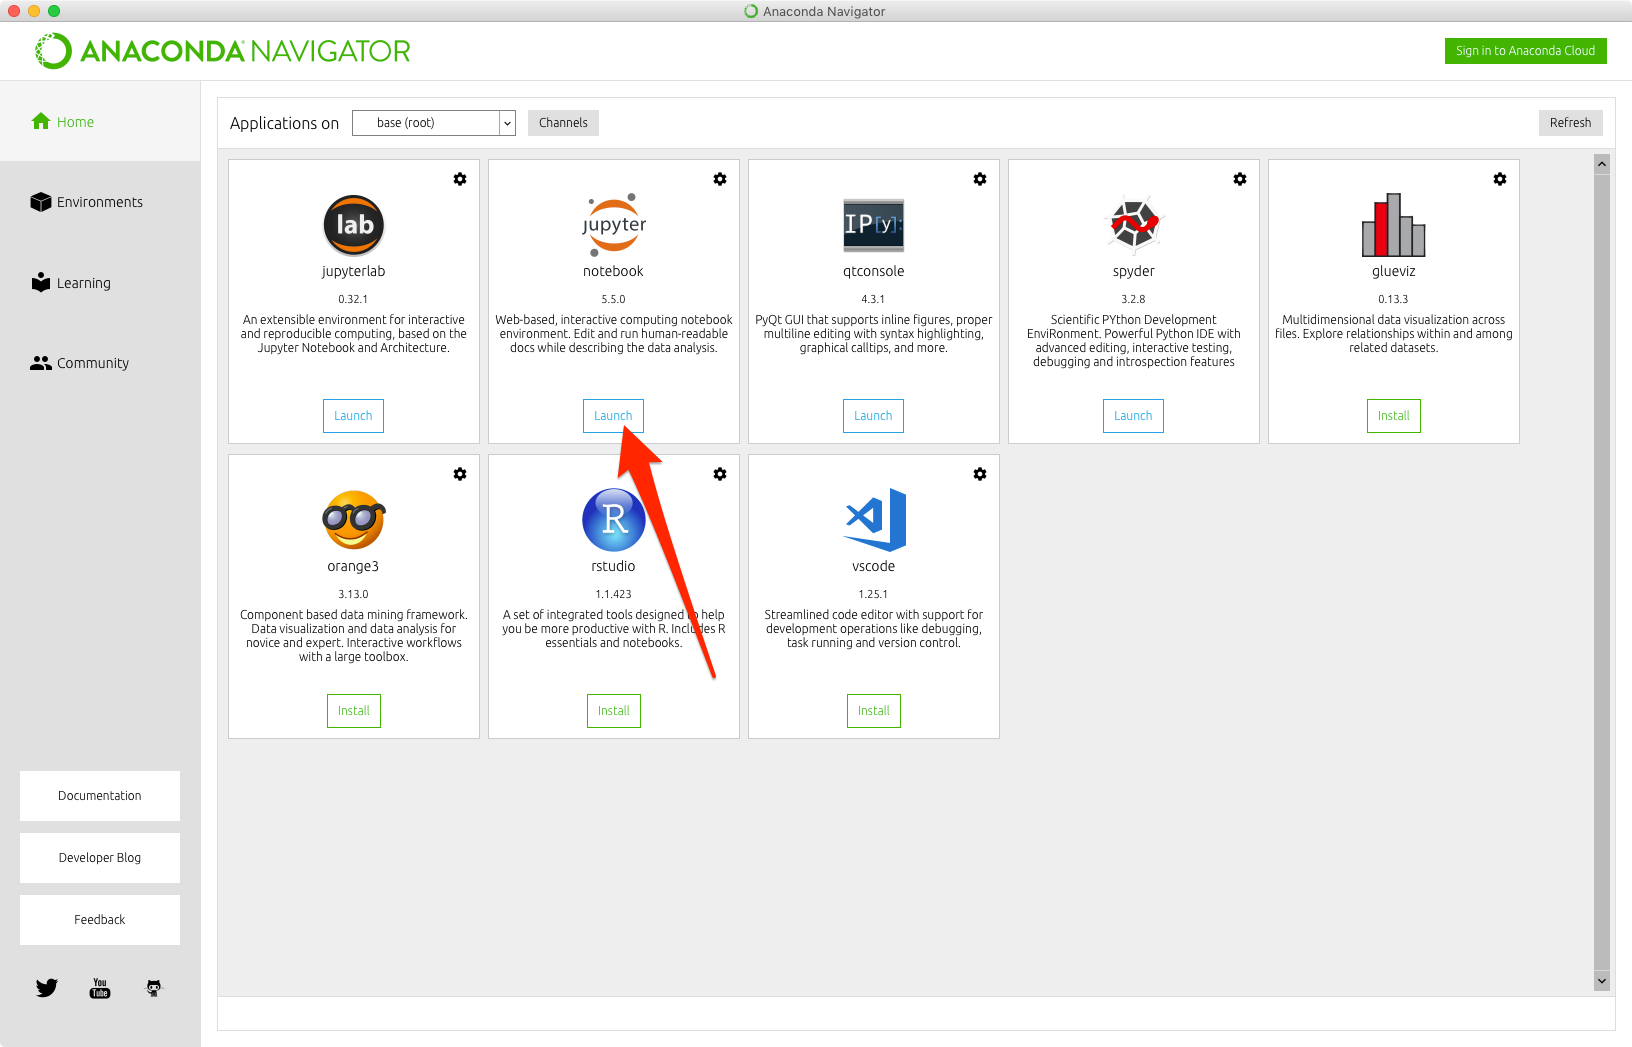 Anaconda Navigator
ANACONDA NAVIGATOR
Sign in to Anaconda Cloud
Home
Environments
Learning
Community
Documentation
Developer Blog
Feedback
You
Tube
Applications on
base (root)
Channels
Refresh
lab
jupyterlab
0.32.1
An extensible environment for interactive
and reproducible computing, based on the
Jupyter Notebook and Architecture.
Launch
jupyter
notebook
5.5.0
Web-based, interactive computing notebook
environment. Edit and run human-readable
docs while describing the data analysis.
Launch
IP[y]:
qtconsole
4.3.1
PyQt GUI that supports inline figures, proper
multiline editing with syntax highlighting,
graphical calltips, and more.
Launch
spyder
3.2.8
Scientific PYthon Development
EnviRonment. Powerful Python IDE with
advanced editing, interactive testing,
debugging and introspection features
Launch
glueviz
0.13.3
Multidimensional data visualization across
files. Explore relationships within and among
related datasets.
Install
orange3
3.13.0
Component based data mining framework.
Data visualization and data analysis for
novice and expert. Interactive workflows
with a large toolbox.
Install
R
rstudio
1.1.423
A set of integrated tools designed to help
you be more productive with R. Includes R
essentials and notebooks.
Install
vscode
1.25.1
Streamlined code editor with support for
development operations like debugging,
task running and version control.
Install